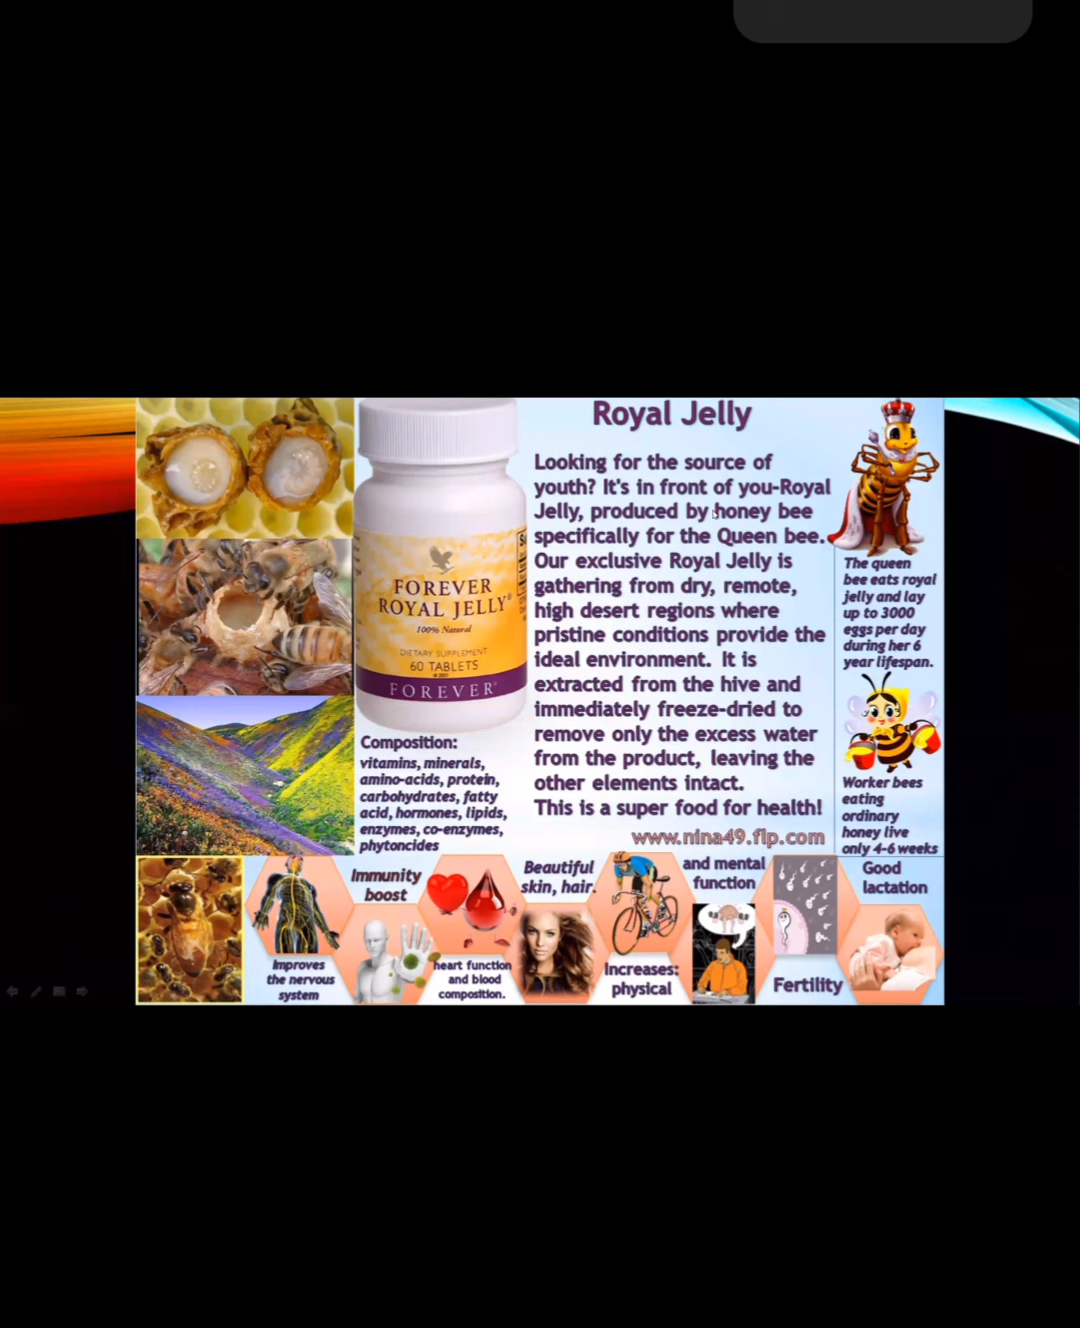 Royal Jelly
Looking for the source of
youth? It's in front of you-Royal
Jelly, produced by honey bee
specifically for the Queen bee.
Our exclusive Royal Jelly is
gathering from dry, remote,
high desert regions where
pristine conditions provide the
ideal environment. It is
extracted from the hive and
immediately freeze-dried to
remove only the excess water
from the product, leaving the
other elements intact.
This is a super food for health!
www.nina49.flp.com
FOREVER
ROYAL JELLY®
100% Natural
DIETARY SUPPLEMENT
60 TABLETS
FOREVER®
Composition:
vitamins, minerals,
amino-acids, protein,
carbohydrates, fatty
acid, hormones, lipids,
enzymes, co-enzymes,
phytoncides
The queen
bee eats royal
jelly and lay
up to 3000
eggs per day
during her 6
year lifespan.
Worker bees
eating
ordinary
honey live
only 4-6 weeks
Improves
the nervous
system
Immunity
boost
heart function
and blood
composition.
Beautiful
skin, hair.
Increases:
physical
and mental
function
Fertility
Good
lactation